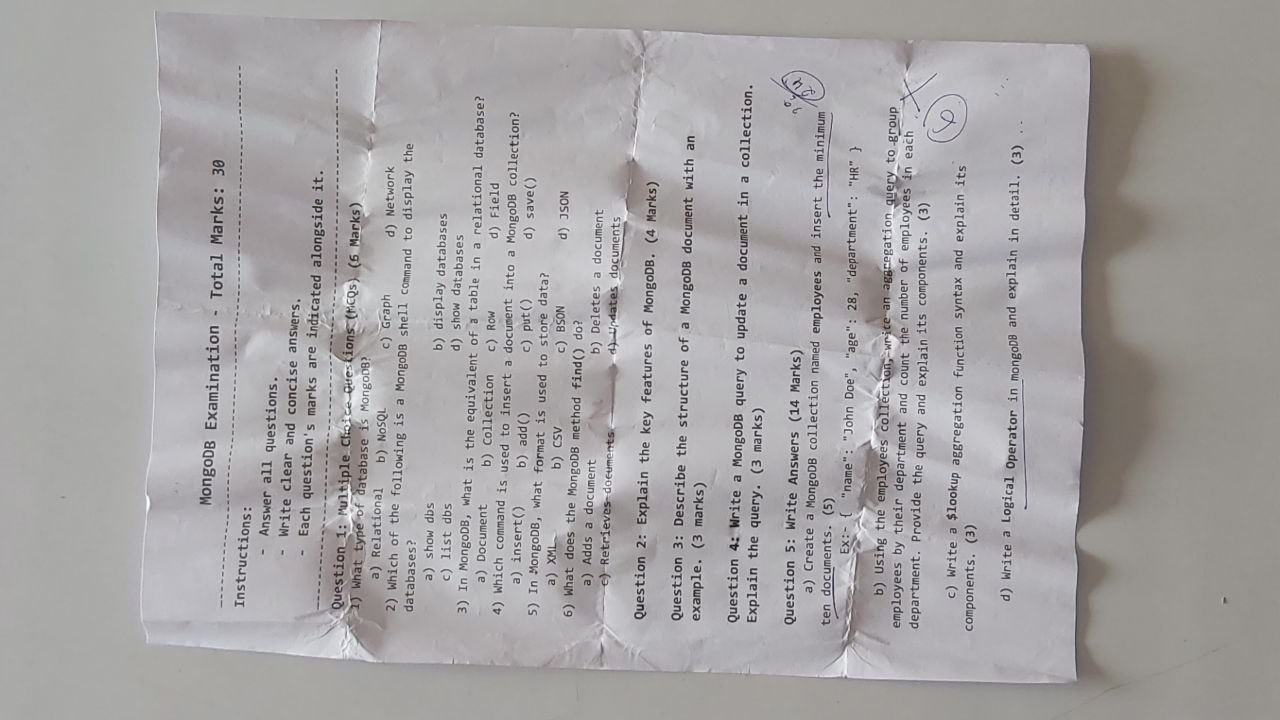 MongoDB Examination - Total Marks: 30
Instructions:
- Answer all questions.
- Write clear and concise answers.
- Each question's marks are indicated alongside it.
Question 1: Multiple Choice Questions (MCQs) (6 Marks)
1) What type of database is MongoDB?
a) Relational b) NoSQL c) Graph d) Network
2) Which of the following is a MongoDB shell command to display the
databases?
a) show dbs b) display databases
c) list dbs d) show databases
3) In MongoDB, what is the equivalent of a table in a relational database?
a) Document b) Collection c) Row d) Field
4) Which command is used to insert a document into a MongoDB collection?
a) insert() b) add() c) put() d) save()
5) In MongoDB, what format is used to store data?
a) XML b) CSV c) BSON d) JSON
6) What does the MongoDB method find() do?
a) Adds a document b) Deletes a document
c) Retrieves documents d) Updates documents
Question 2: Explain the key features of MongoDB. (4 Marks)
Question 3: Describe the structure of a MongoDB document with an
example. (3 marks)
Question 4: Write a MongoDB query to update a document in a collection.
Explain the query. (3 marks)
Question 5: Write Answers (14 Marks)
a) Create a MongoDB collection named employees and insert the minimum
ten documents. (5)
24
Ex:- { "name": "John Doe", "age": 28, "department": "HR" }
b) Using the employees collection, write an aggregation query to group
employees by their department and count the number of employees in each
department. Provide the query and explain its components. (3)
6
c) Write a $lookup aggregation function syntax and explain its
components. (3)
d) Write a Logical Operator in mongoDB and explain in detail. (3)